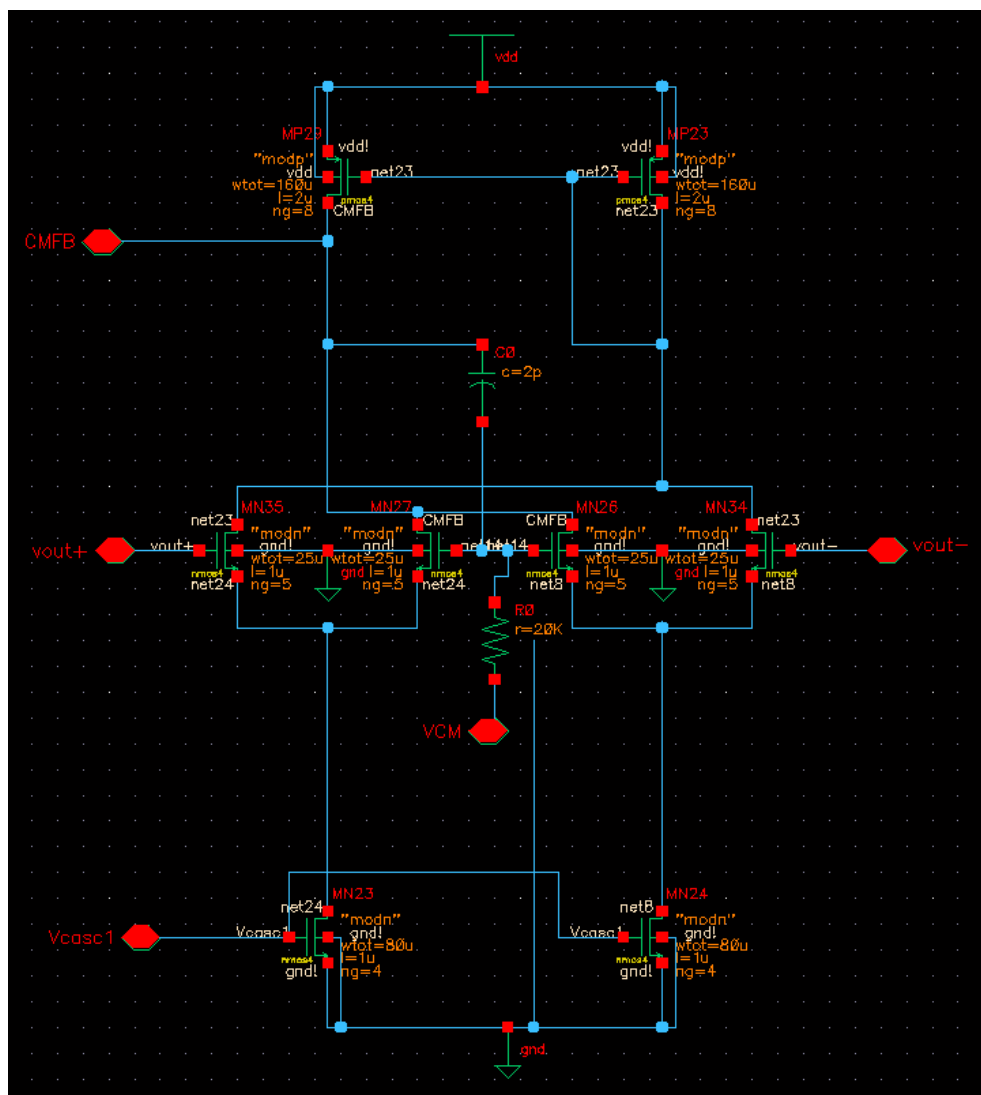 vdd
MP29
vdd!
"modp"
vdd
net23
wtot=160u
l=2u
pmos4
ng=8
CMFB
MP23
vdd!
"modp"
net23
vdd!
wtot=160u
l=2u
pmos4
net23
ng=8
CMFB
C0
c=2p
MN35
net23
"modn"
vout+
vout+
gnd!
wtot=25u
l=1u
nmos4
ng=5
net24
MN27
CMFB
"modn"
gnd!
wtot=25u
gnd
l=1u
nmos4
ng=5
net24
MN26
CMFB
"modn"
gnd!
wtot=25u
l=1u
nmos4
ng=5
net8
MN34
net23
"modn"
gnd!
vout-
vout-
wtot=25u
gnd
l=1u
nmos4
ng=5
net8
R0
r=20K
VCM
MN23
net24
"modn"
Vcasc1
Vcasc1
gnd!
wtot=80u
l=1u
nmos4
gnd!
ng=4
MN24
net8
"modn"
Vcasc1
gnd!
wtot=80u
l=1u
nmos4
gnd!
ng=4
gnd